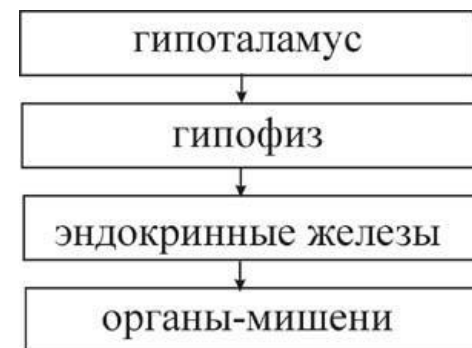 гипоталамус
гипофиз
эндокринные железы
органы-мишени